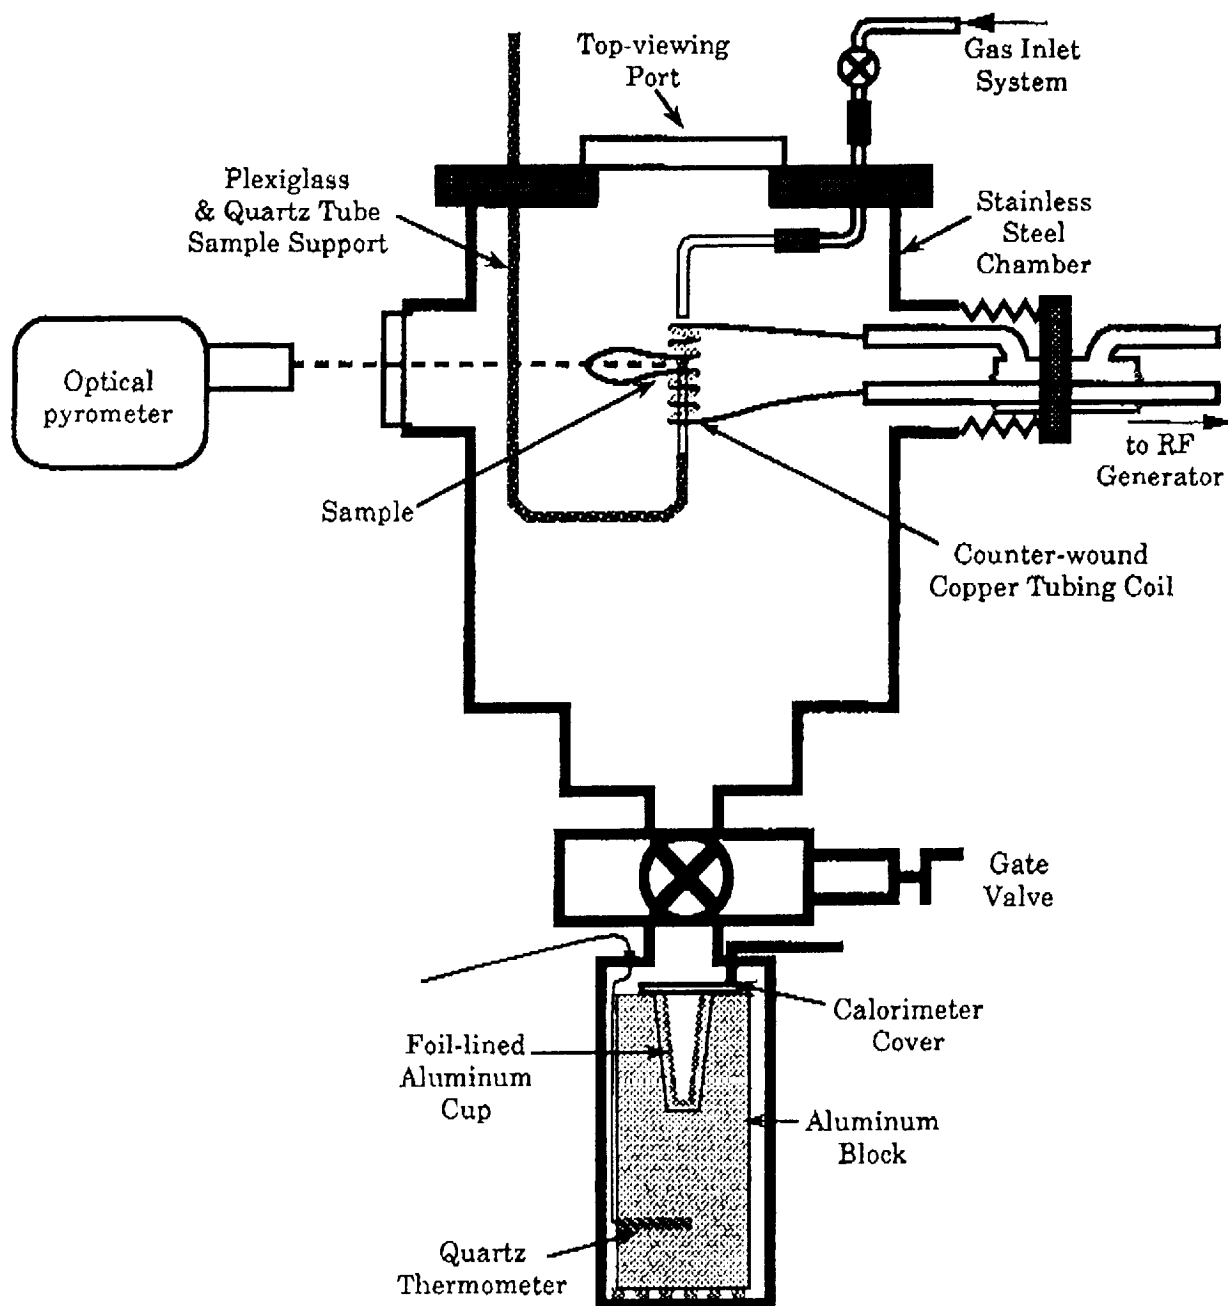 Top-viewing
Port
Gas Inlet
System
Plexiglass
& Quartz Tube
Sample Support
Stainless
Steel
Chamber
Optical
pyrometer
to RF
Generator
Sample
Counter-wound
Copper Tubing Coil
Gate
Valve
Calorimeter
Cover
Foil-lined
Aluminum
Cup
Aluminum
Block
Quartz
Thermometer